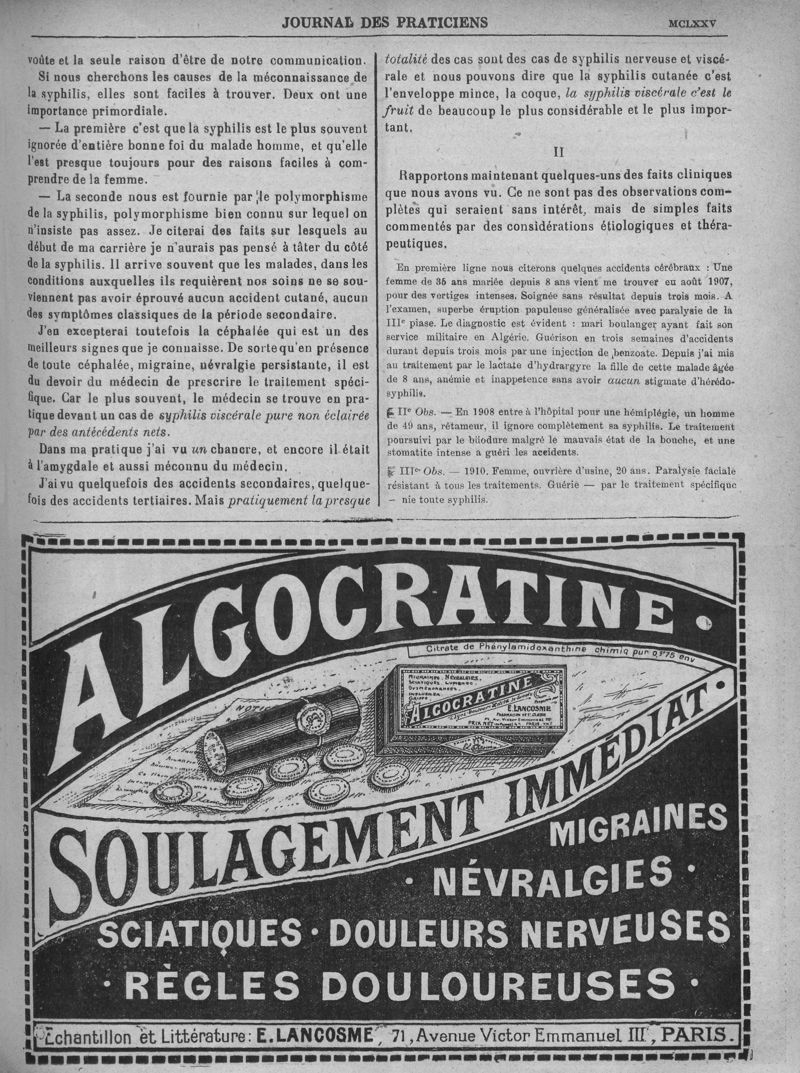 JOURNAL DES PRATICIENS
MCLXXV
voûte et la seule raison d'être de notre communication.
Si nous cherchons les causes de la méconnaissance de
la syphilis, elles sont faciles à trouver. Deux ont une
importance primordiale.
— La première c'est que la syphilis est le plus souvent
ignorée d'entière bonne foi du malade homme, et qu'elle
l'est presque toujours pour des raisons faciles à com-
prendre de la femme.
— La seconde nous est fournie par le polymorphisme
de la syphilis, polymorphisme bien connu sur lequel on
n'insiste pas assez. Je citerai des faits sur lesquels au
début de ma carrière je n'aurais pas pensé à tâter du côté
de la syphilis. Il arrive souvent que les malades, dans les
conditions auxquelles ils requièrent nos soins ne se sou-
viennent pas avoir éprouvé aucun accident cutané, aucun
des symptômes classiques de la période secondaire.
J'en excepterai toutefois la céphalée qui est un des
meilleurs signes que je connaisse. De sorte qu'en présence
de toute céphalée, migraine, névralgie persistante, il est
du devoir du médecin de prescrire le traitement spéci-
fique. Car le plus souvent, le médecin se trouve en pra-
tique devant un cas de syphilis viscérale pure non éclairée
par des antécédents nets.
Dans ma pratique j'ai vu un chancre, et encore il était
à l'amygdale et aussi méconnu du médecin.
J'ai vu quelquefois des accidents secondaires, quelque-
fois des accidents tertiaires. Mais pratiquement la presque
totalité des cas sont des cas de syphilis nerveuse et viscé-
rale et nous pouvons dire que la syphilis cutanée c'est
l'enveloppe mince, la coque, la syphilis viscérale c'est le
fruit de beaucoup le plus considérable et le plus impor-
tant.
II
Rapportons maintenant quelques-uns des faits cliniques
que nous avons vu. Ce ne sont pas des observations com-
plètes qui seraient sans intérêt, mais de simples faits
commentés par des considérations étiologiques et théra-
peutiques.
En première ligne nous citerons quelques accidents cérébraux : Une
femme de 35 ans mariée depuis 8 ans vient me trouver en août 1907,
pour des vertiges intenses. Soignée sans résultat depuis trois mois. A
l'examen, superbe éruption papuleuse généralisée avec paralysie de la
IIIe piase. Le diagnostic est évident : mari boulanger ayant fait son
service militaire en Algérie. Guérison en trois semaines d'accidents
durant depuis trois mois par une injection de benzoate. Depuis j'ai mis
au traitement par le lactate d'hydrargyre la fille de cette malade âgée
de 8 ans, anémie et inappetence sans avoir aucun stigmate d'hérédo-
syphilis.
IIe Obs. — En 1908 entre à l'hôpital pour une hémiplégie, un homme
de 49 ans, rétameur, il ignore complètement sa syphilis. Le traitement
poursuivi par le biiodure malgré le mauvais état de la bouche, et une
stomatite intense a guéri les accidents.
IIIe Obs. — 1910. Femme, ouvrière d'usine, 20 ans. Paralysie faciale
résistant à tous les traitements. Guérie — par le traitement spécifique
— nie toute syphilis.
ALGOCRATINE
Citrate de Phénylamidoxanthine chimiq pur 0,gr75 env
MIGRAINES, NÉVRALGIES,
SCIATIQUES, LUMBAGO,
DYSMÉNORRHÉES,
INFLUENZA
GRIPPE
ALGOCRATINE
E. LANCOSME
SOULAGEMENT IMMÉDIAT
MIGRAINES
NÉVRALGIES
SCIATIQUES · DOULEURS NERVEUSES
RÈGLES DOULOUREUSES
Echantillon et Littérature: E. LANCOSME, 71, Avenue Victor Emmanuel III, PARIS.